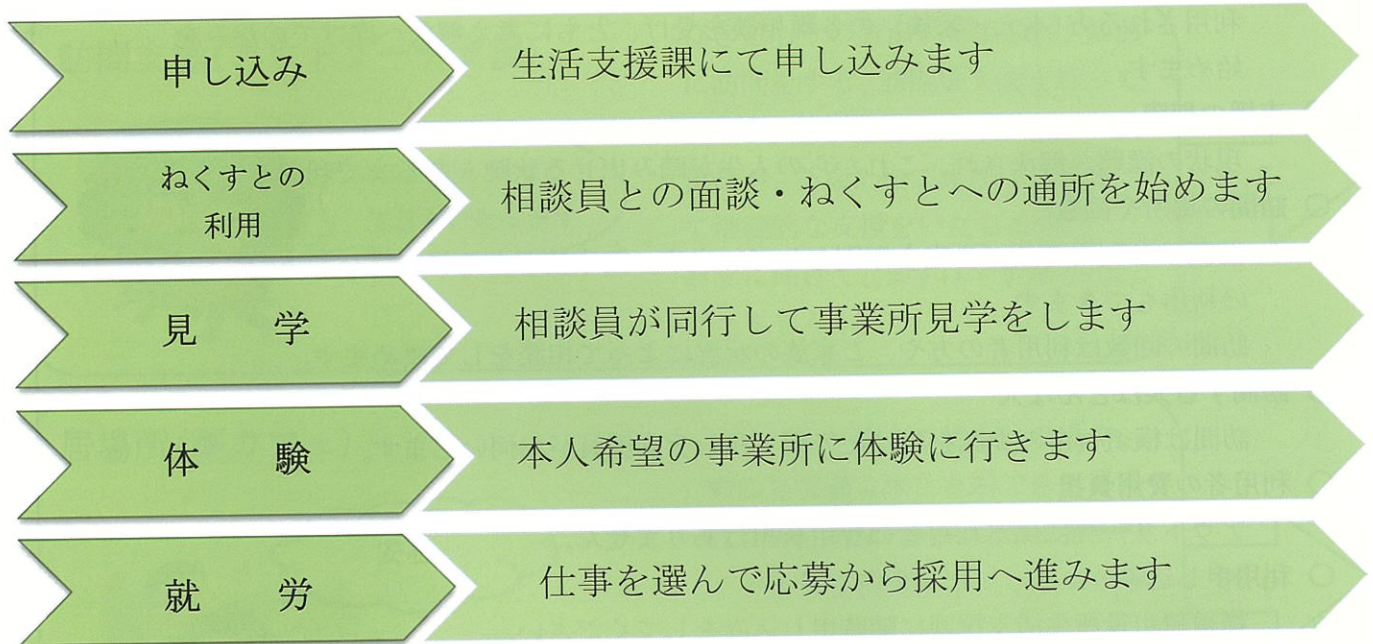 申し込み
生活支援課にて申し込みます
ねくすとの
利用
相談員との面談・ねくすとへの通所を始めます
見　学
相談員が同行して事業所見学をします
体　験
本人希望の事業所に体験に行きます
就　労
仕事を選んで応募から採用へ進みます